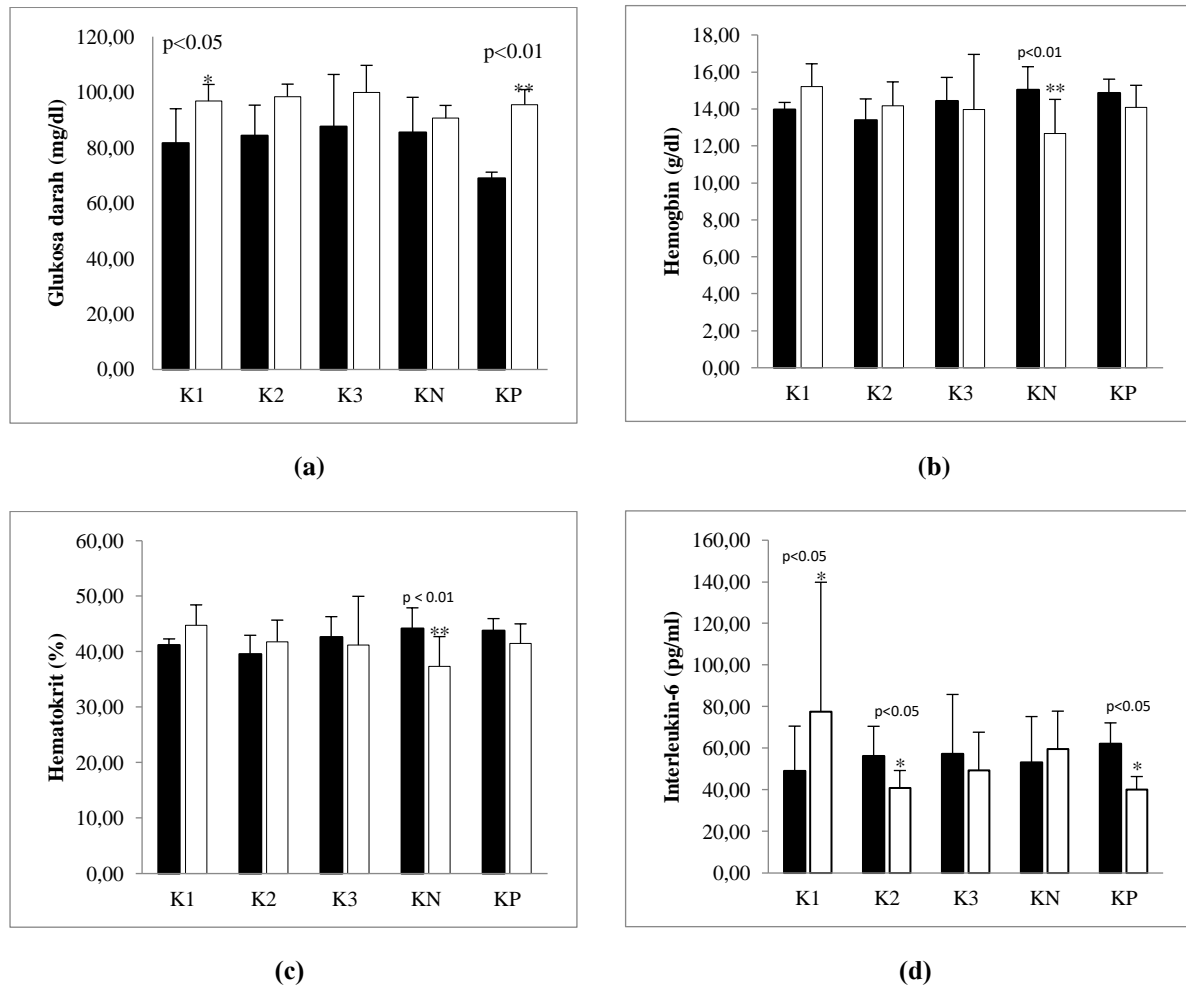 120,00
100,00
80,00
60,00
40,00
20,00
0,00
Glukosa darah (mg/dl)
p<0.05
*
p<0.01
**
K1 K2 K3 KN KP
(a)
18,00
16,00
14,00
12,00
10,00
8,00
6,00
4,00
2,00
0,00
Hemogbin (g/dl)
p<0.01
**
K1 K2 K3 KN KP
(b)
60,00
50,00
40,00
30,00
20,00
10,00
0,00
Hematokrit (%)
p < 0.01
**
K1 K2 K3 KN KP
(c)
160,00
140,00
120,00
100,00
80,00
60,00
40,00
20,00
0,00
Interleukin-6 (pg/ml)
p<0.05
*
p<0.05
*
p<0.05
*
K1 K2 K3 KN KP
(d)